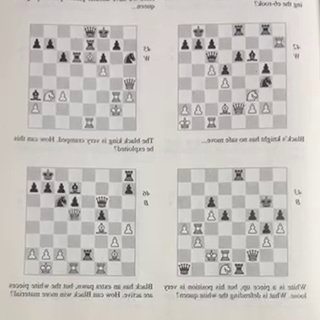 ing the e6-rook?
queen...
42
W
45
W
Black's knight has no safe move...
The black king is very cramped. How can this
be exploited?
43
B
46
B
White is a piece up, but his position is very
loose. What is defending the white queen?
Black has an extra pawn, but the white pieces
are active. How can Black win more material?